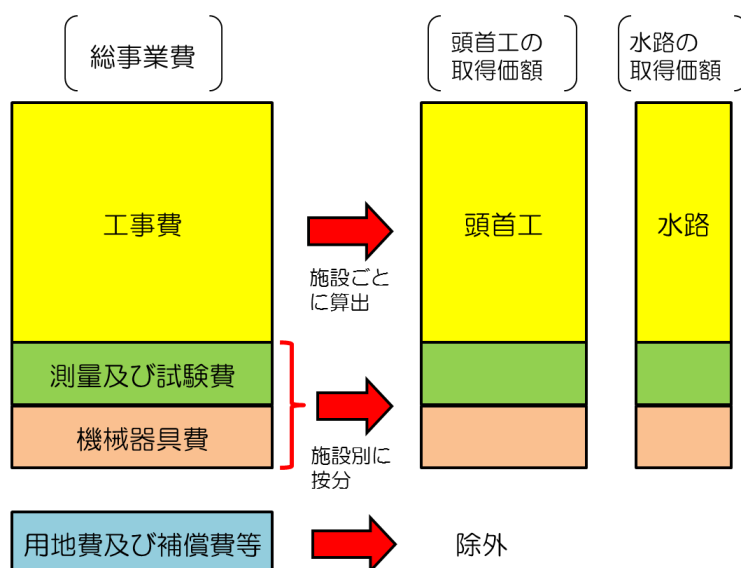 総事業費
頭首工の
取得価額
水路の
取得価額
工事費
頭首工
水路
施設ごと
に算出
測量及び試験費
機械器具費
施設別に
按分
用地費及び補償費等
除外